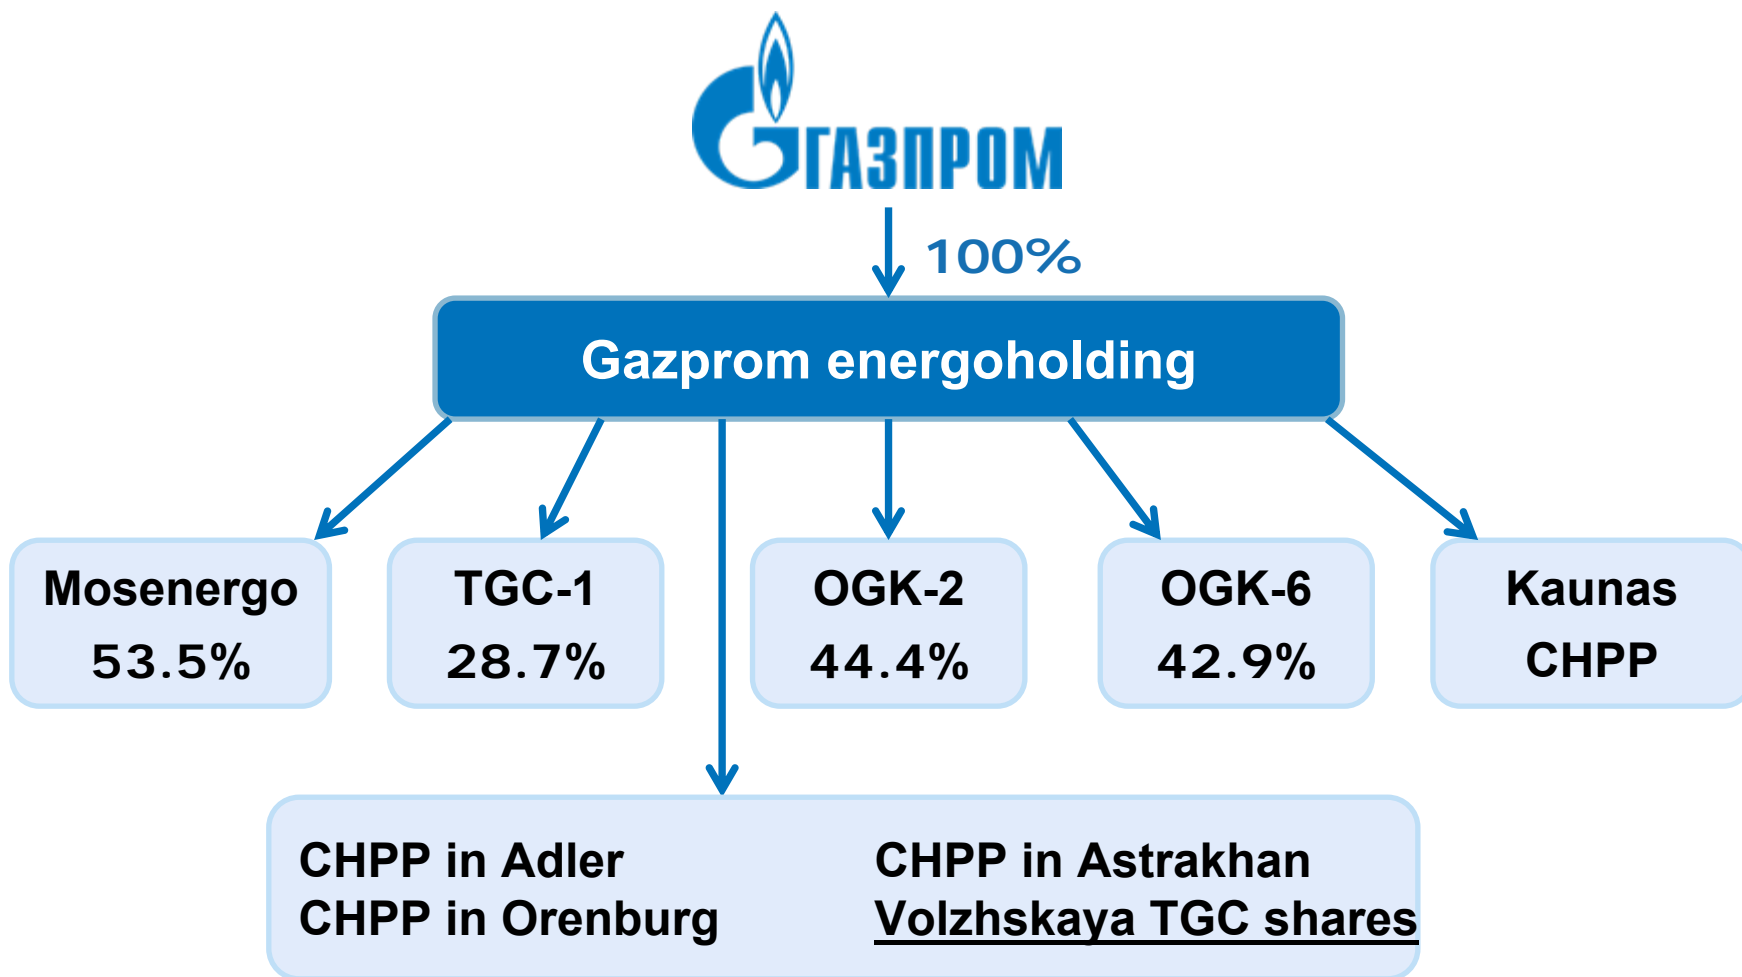 ГАЗПРОМ
100%
Gazprom energoholding
Mosenergo
53.5%
TGC-1
28.7%
OGK-2
44.4%
OGK-6
42.9%
Kaunas
CHPP
CHPP in Adler
CHPP in Orenburg
CHPP in Astrakhan
Volzhskaya TGC shares